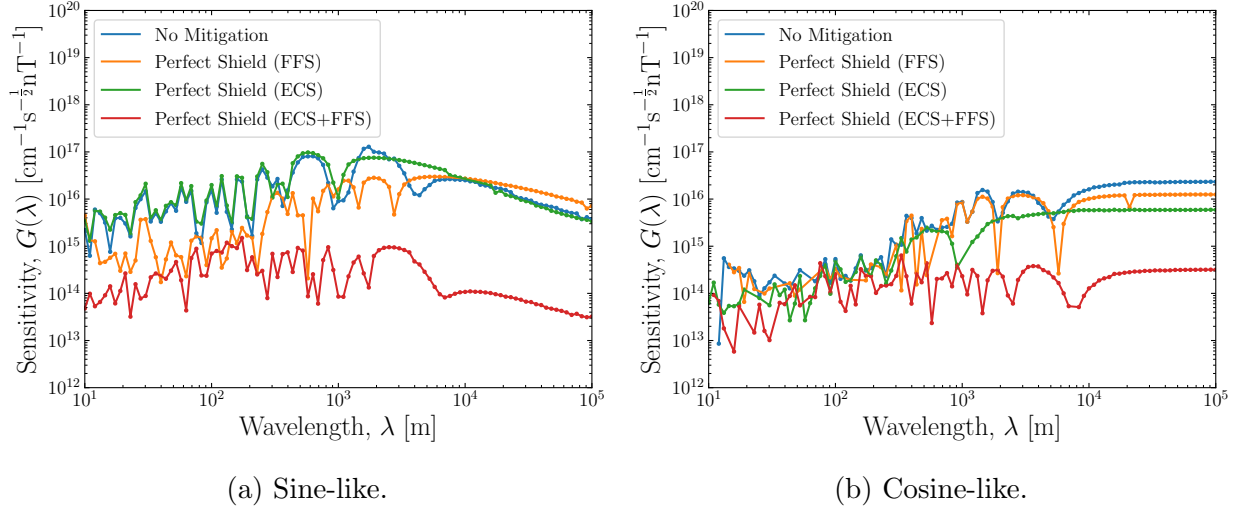 10^20
10^19
10^18
10^17
10^16
10^15
10^14
10^13
10^12
Sensitivity, G(λ) [cm^−1 s^−1/2 nT^−1]
No Mitigation
Perfect Shield (FFS)
Perfect Shield (ECS)
Perfect Shield (ECS+FFS)
10^1 10^2 10^3 10^4 10^5
Wavelength, λ [m]
(a) Sine-like.
10^20
10^19
10^18
10^17
10^16
10^15
10^14
10^13
10^12
Sensitivity, G(λ) [cm^−1 s^−1/2 nT^−1]
No Mitigation
Perfect Shield (FFS)
Perfect Shield (ECS)
Perfect Shield (ECS+FFS)
10^1 10^2 10^3 10^4 10^5
Wavelength, λ [m]
(b) Cosine-like.